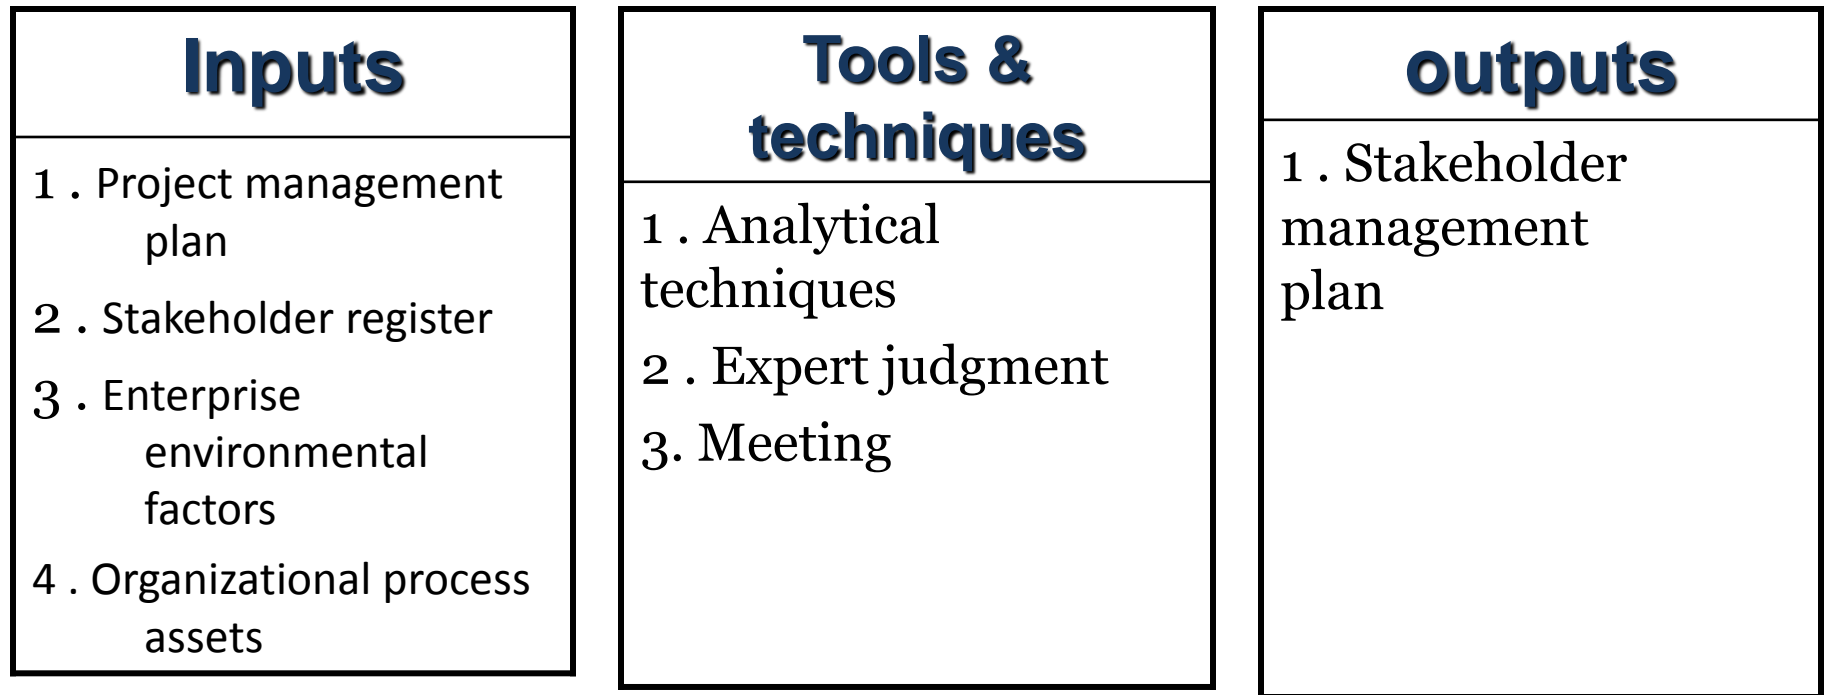 Inputs
1 . Project management
plan
2 . Stakeholder register
3 . Enterprise
environmental
factors
4 . Organizational process
assets
Tools &
techniques
1 . Analytical
techniques
2 . Expert judgment
3. Meeting
outputs
1 . Stakeholder
management
plan